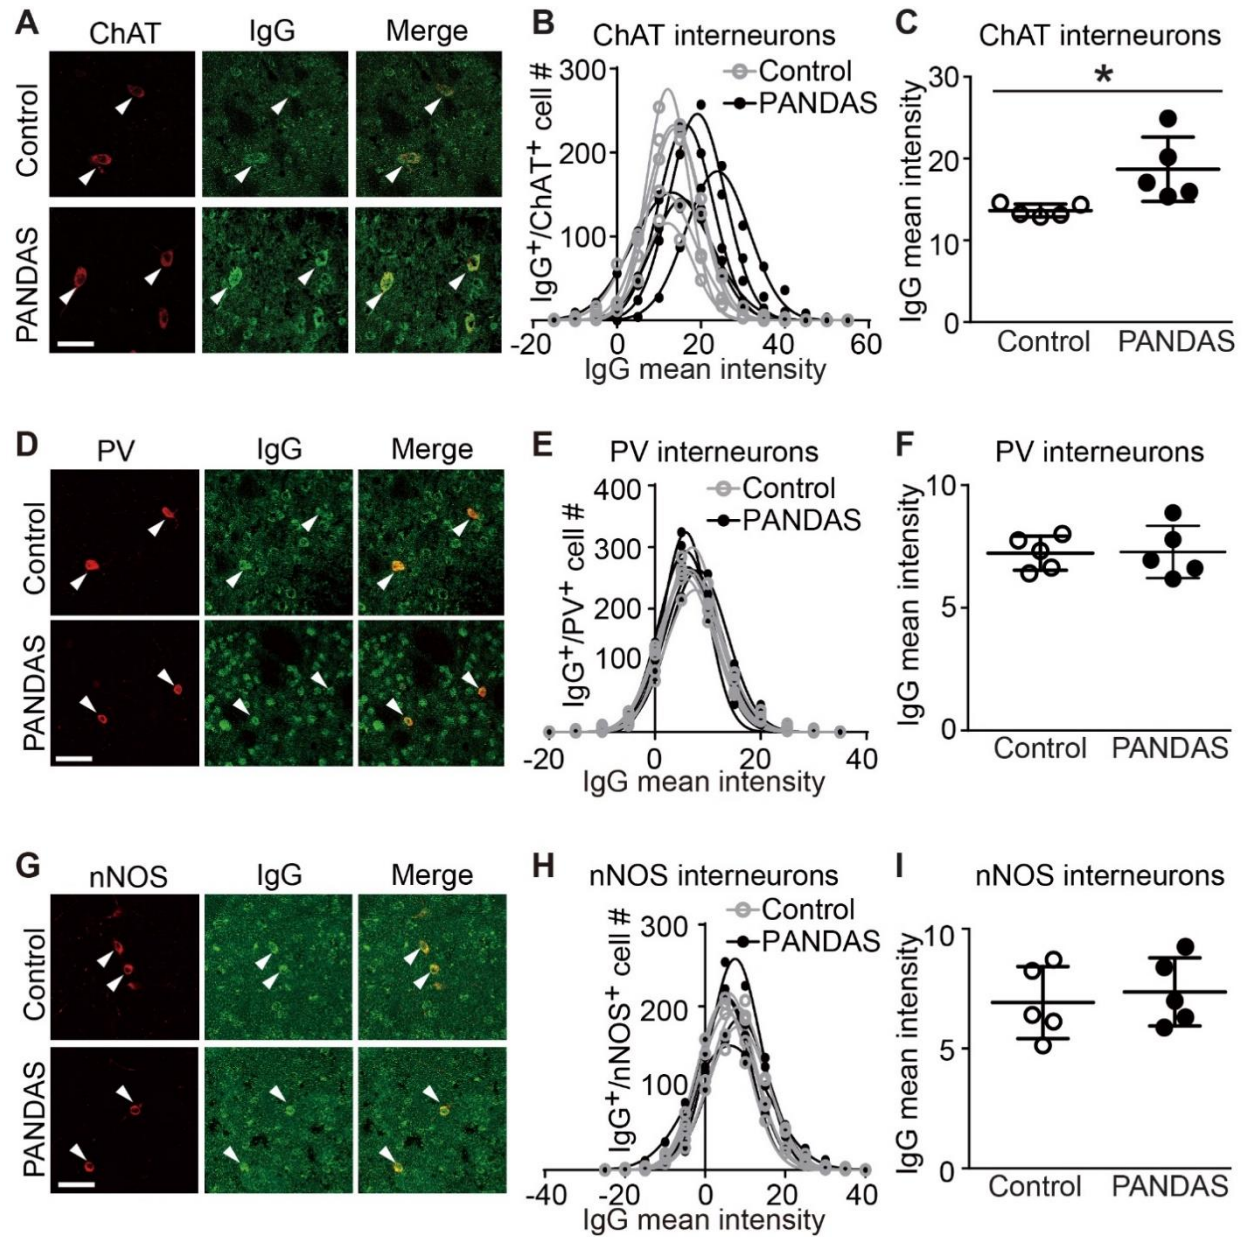 A
ChAT
IgG
Merge
Control
PANDAS
B
ChAT interneurons
Control
PANDAS
IgG+/ChAT+ cell #
300
200
100
-20
0
20
40
60
IgG mean intensity
C
ChAT interneurons
*
IgG mean intensity
30
20
10
0
Control
PANDAS
D
PV
IgG
Merge
Control
PANDAS
E
PV interneurons
Control
PANDAS
IgG+/PV+ cell #
400
300
200
100
-20
0
20
40
IgG mean intensity
F
PV interneurons
IgG mean intensity
10
5
0
Control
PANDAS
G
nNOS
IgG
Merge
Control
PANDAS
H
nNOS interneurons
Control
PANDAS
IgG+/nNOS+ cell #
300
200
100
-40
-20
0
20
40
IgG mean intensity
I
nNOS interneurons
IgG mean intensity
10
5
0
Control
PANDAS